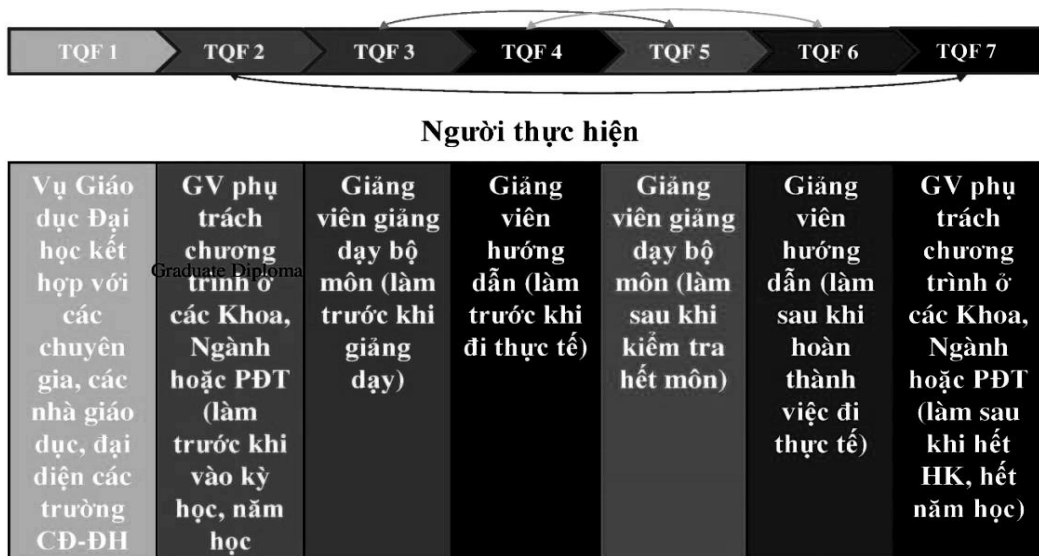 TQF 1
TQF 2
TQF 3
TQF 4
TQF 5
TQF 6
TQF 7
Người thực hiện
Vụ Giáo
dục Đại
học kết
hợp với
các
chuyên
gia, các
nhà giáo
dục, đại
diện các
trường
CĐ-ĐH
GV phụ
trách
chương
Graduate Diploma
trình ở
các Khoa,
Ngành
hoặc PĐT
(làm
trước khi
vào kỳ
học, năm
học
Giảng
viên giảng
dạy bộ
môn (làm
trước khi
giảng
dạy)
Giảng
viên
hướng
dẫn (làm
trước khi
đi thực tế)
Giảng
viên giảng
dạy bộ
môn (làm
sau khi
kiểm tra
hết môn)
Giảng
viên
hướng
dẫn (làm
sau khi
hoàn
thành
việc đi
thực tế)
GV phụ
trách
chương
trình ở
các Khoa,
Ngành
hoặc PĐT
(làm sau
khi hết
HK, hết
năm học)